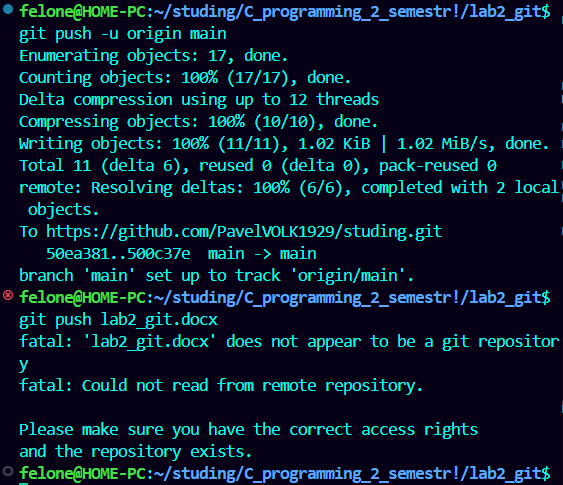 felone@HOME-PC:~/studing/C_programming_2_semestr!/lab2_git$
git push -u origin main
Enumerating objects: 17, done.
Counting objects: 100% (17/17), done.
Delta compression using up to 12 threads
Compressing objects: 100% (10/10), done.
Writing objects: 100% (11/11), 1.02 KiB | 1.02 MiB/s, done.
Total 11 (delta 6), reused 0 (delta 0), pack-reused 0
remote: Resolving deltas: 100% (6/6), completed with 2 local
 objects.
To https://github.com/PavelVOLK1929/studing.git
   50ea381..500c37e  main -> main
branch 'main' set up to track 'origin/main'.
felone@HOME-PC:~/studing/C_programming_2_semestr!/lab2_git$
git push lab2_git.docx
fatal: 'lab2_git.docx' does not appear to be a git repositor
y
fatal: Could not read from remote repository.

Please make sure you have the correct access rights
and the repository exists.
felone@HOME-PC:~/studing/C_programming_2_semestr!/lab2_git$